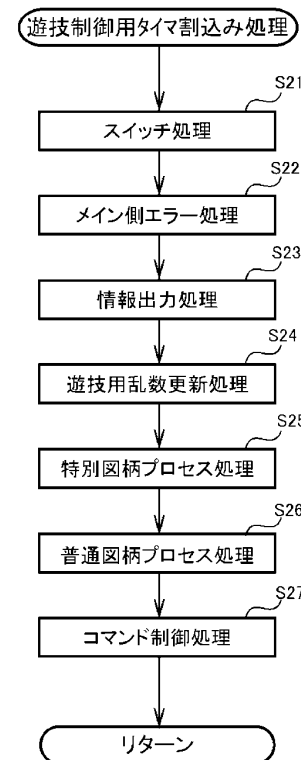 遊技制御用タイマ割込み処理
S21
スイッチ処理
S22
メイン側エラー処理
S23
情報出力処理
S24
遊技用乱数更新処理
S25
特別図柄プロセス処理
S26
普通図柄プロセス処理
S27
コマンド制御処理
リターン